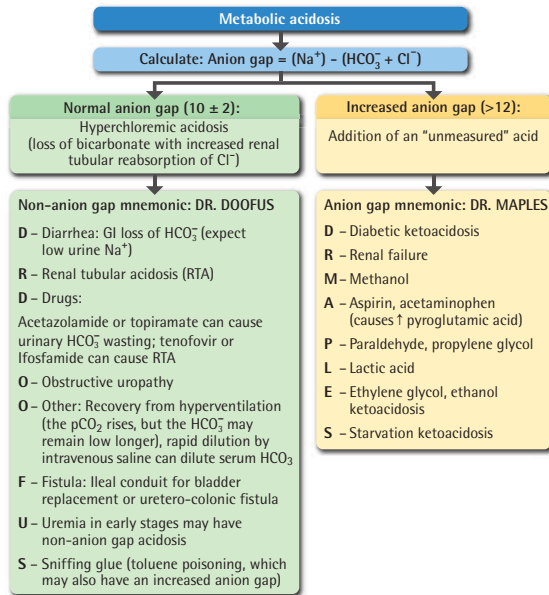 Metabolic acidosis
Calculate: Anion gap = (Na⁺) - (HCO₃⁻ + Cl⁻)
Normal anion gap (10 ± 2):
Hyperchloremic acidosis
(loss of bicarbonate with increased renal
tubular reabsorption of Cl⁻)
Increased anion gap (>12):
Addition of an “unmeasured” acid
Non-anion gap mnemonic: DR. DOOFUS
D – Diarrhea: GI loss of HCO₃⁻ (expect
low urine Na⁺)
R – Renal tubular acidosis (RTA)
D – Drugs:
Acetazolamide or topiramate can cause
urinary HCO₃⁻ wasting; tenofovir or
Ifosfamide can cause RTA
O – Obstructive uropathy
O – Other: Recovery from hyperventilation
(the pCO₂ rises, but the HCO₃⁻ may
remain low longer), rapid dilution by
intravenous saline can dilute serum HCO₃
F – Fistula: Ileal conduit for bladder
replacement or uretero-colonic fistula
U – Uremia in early stages may have
non-anion gap acidosis
S – Sniffing glue (toluene poisoning, which
may also have an increased anion gap)
Anion gap mnemonic: DR. MAPLES
D – Diabetic ketoacidosis
R – Renal failure
M – Methanol
A – Aspirin, acetaminophen
(causes ↑ pyroglutamic acid)
P – Paraldehyde, propylene glycol
L – Lactic acid
E – Ethylene glycol, ethanol
ketoacidosis
S – Starvation ketoacidosis